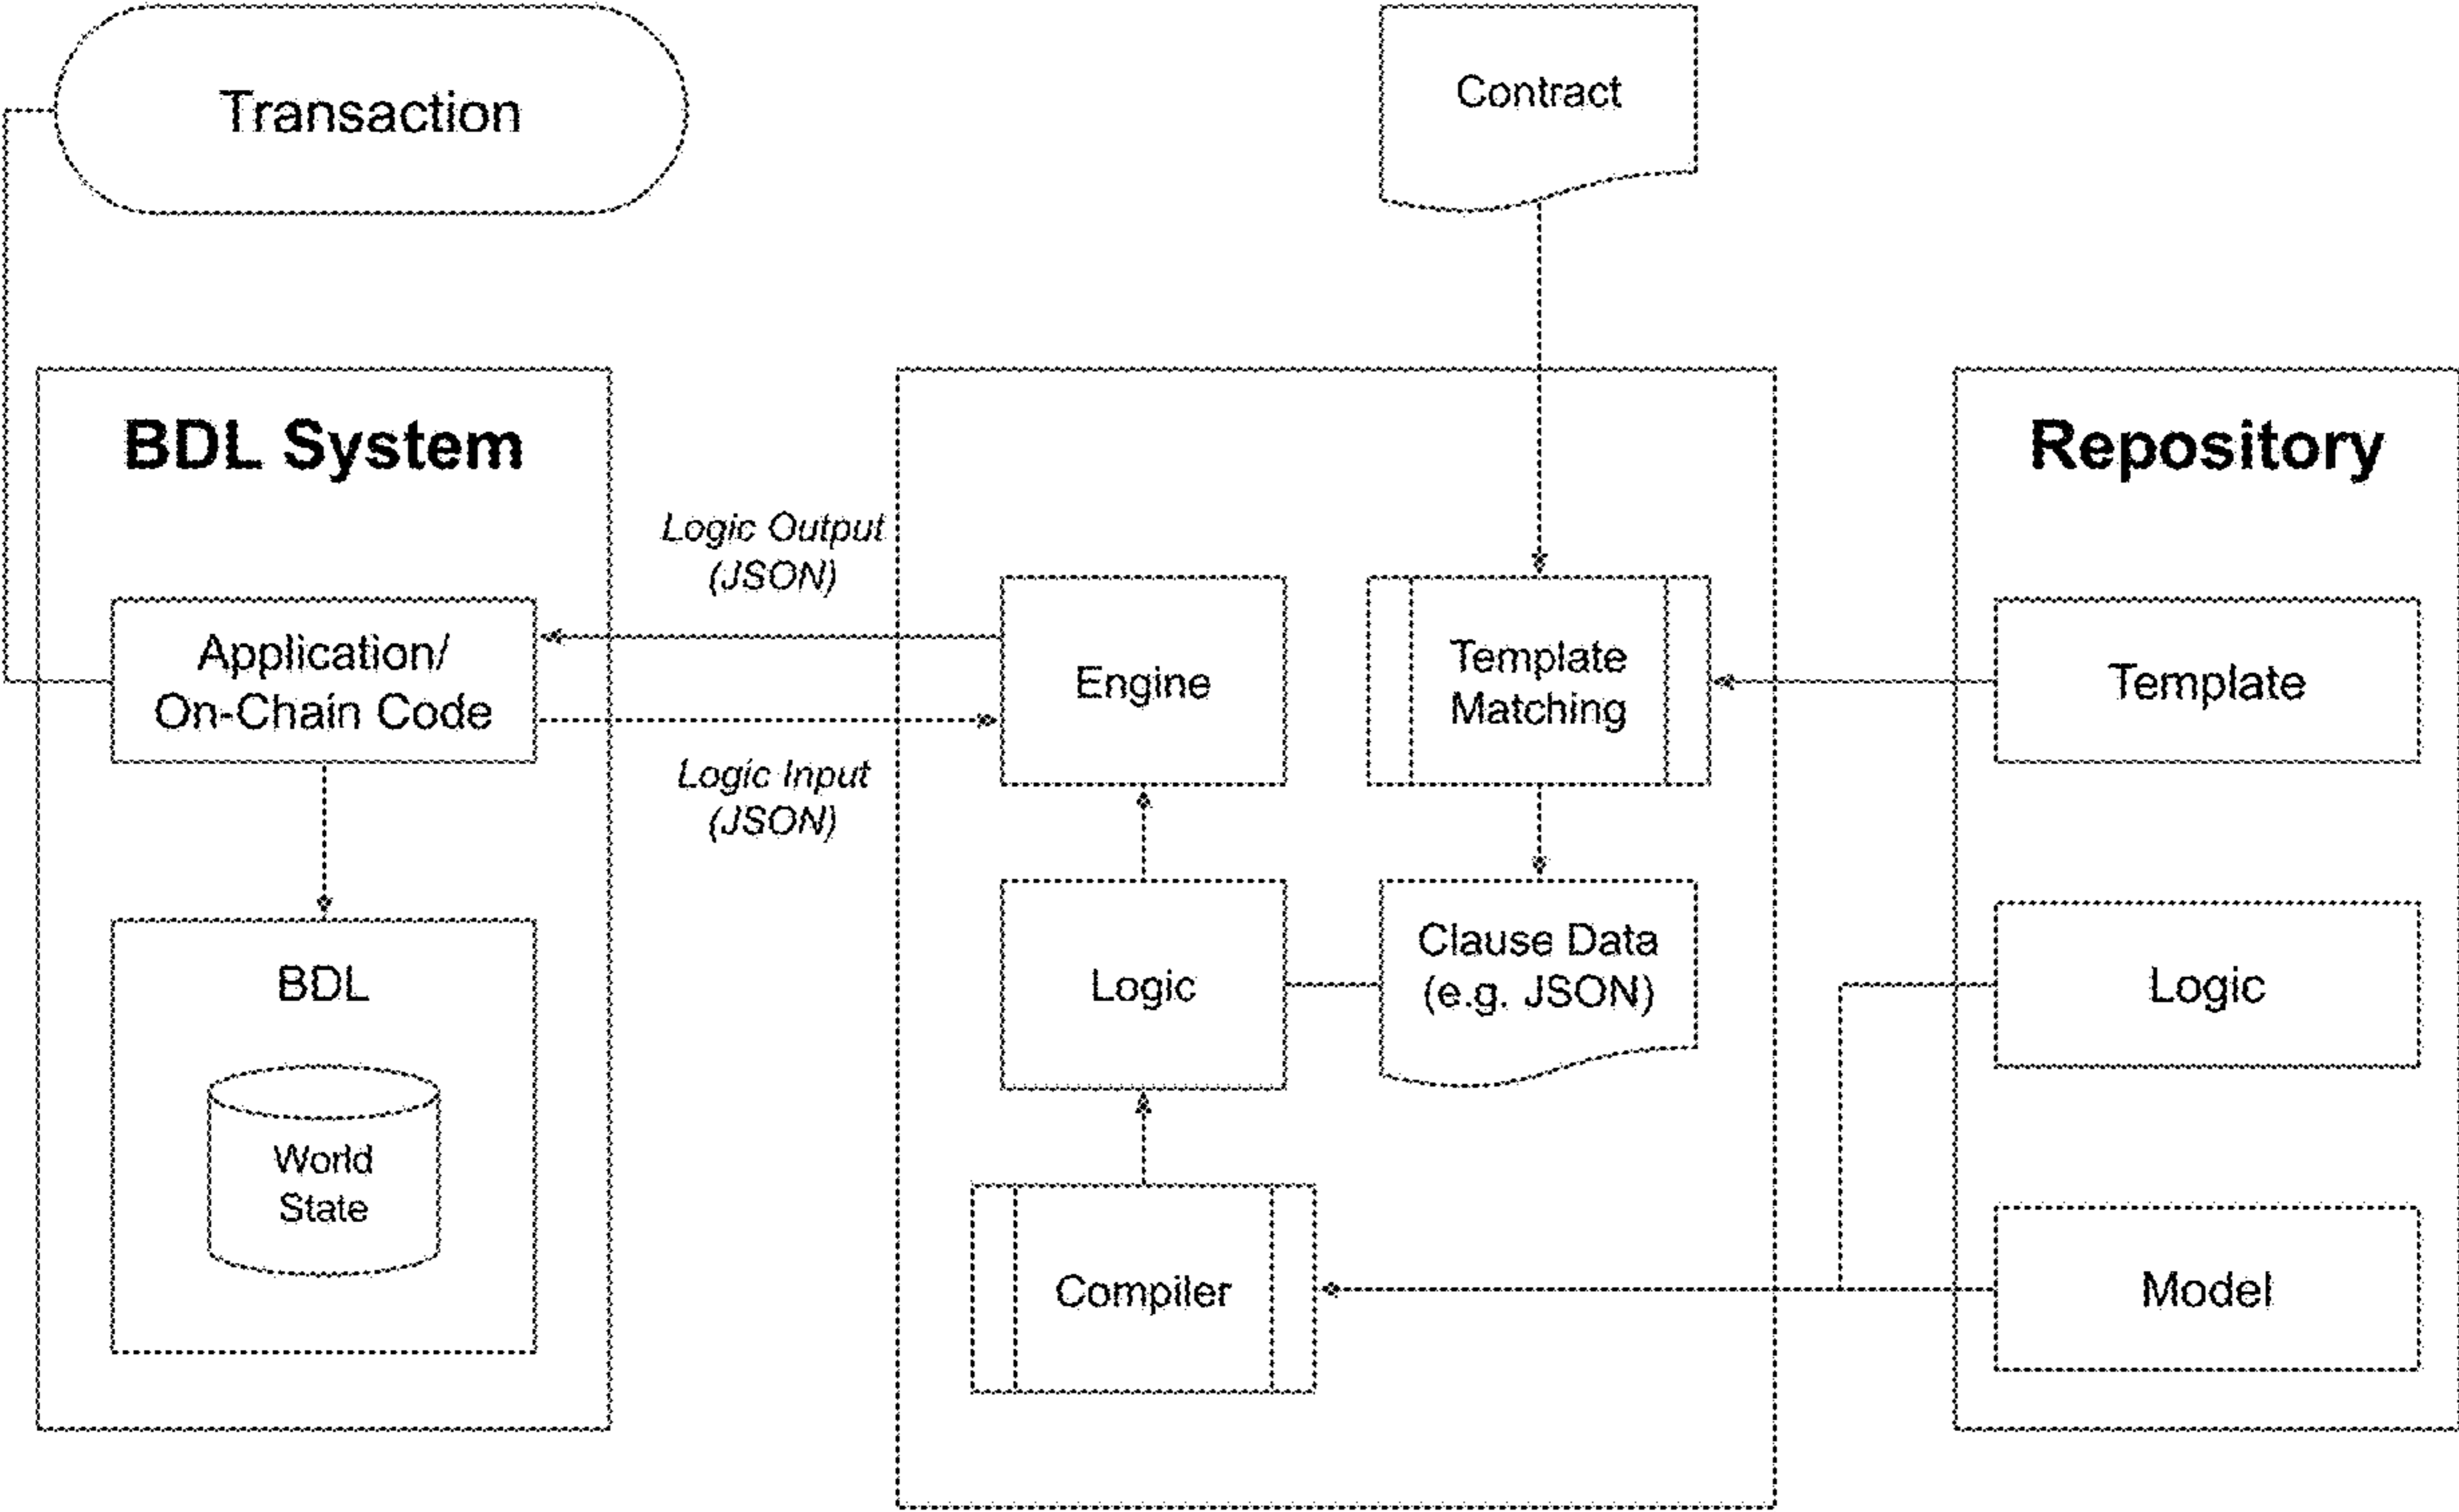 Transaction
Contract
BDL System
Repository
Logic Output
(JSON)
Application/
On-Chain Code
Engine
Template
Matching
Template
Logic Input
(JSON)
BDL
Logic
Clause Data
(e.g. JSON)
Logic
World
State
Compiler
Model